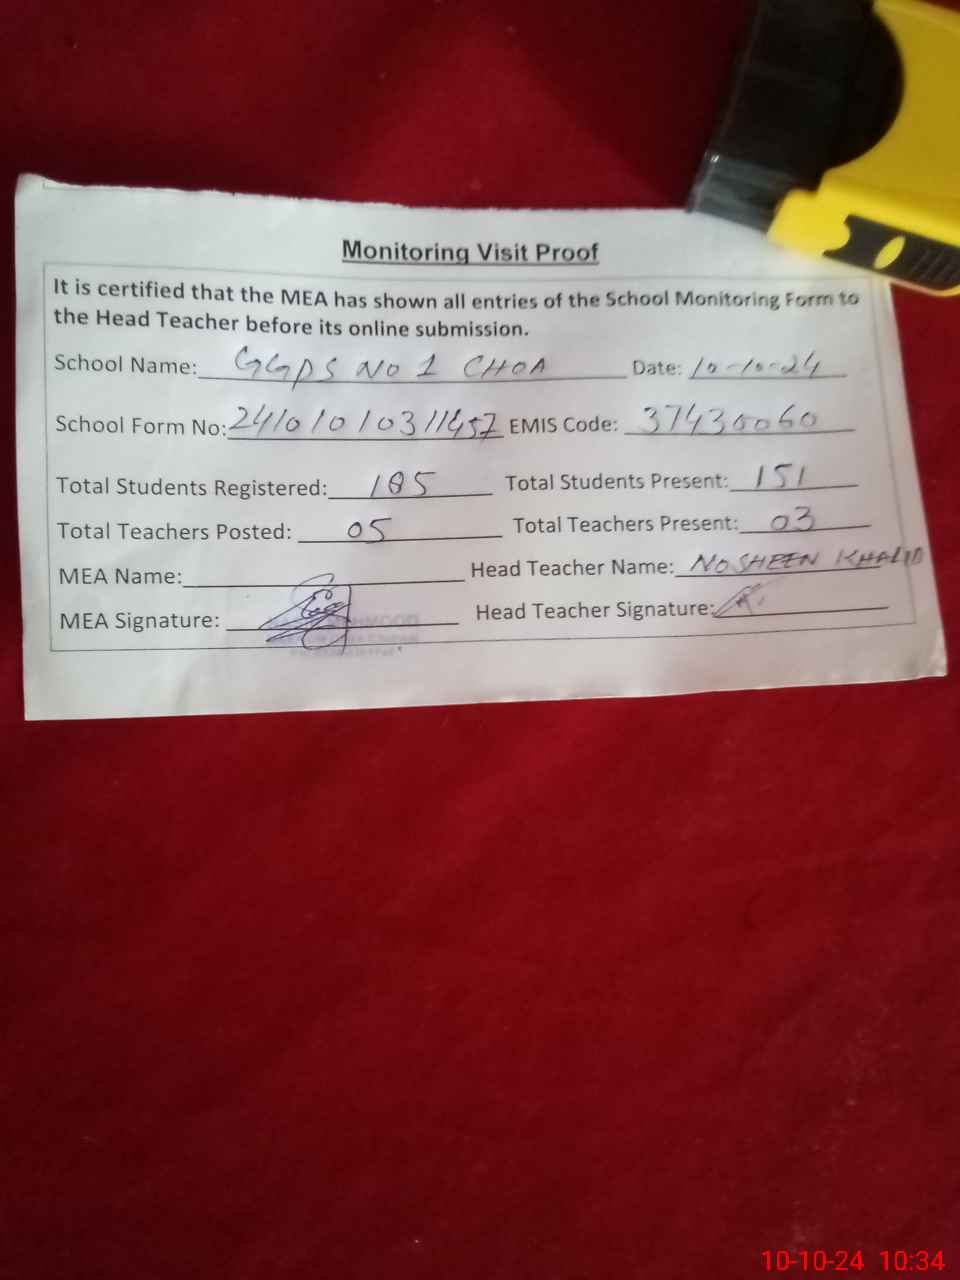 Monitoring Visit Proof
It is certified that the MEA has shown all entries of the School Monitoring Form to
the Head Teacher before its online submission.
School Name: GGPS NO 1 CHOA Date: 10-10-24
School Form No: 24101010311457 EMIS Code: 37430060
Total Students Registered: 185 Total Students Present: 151
Total Teachers Posted: 05 Total Teachers Present: 03
MEA Name: Head Teacher Name: NOSHEEN KHALID
MEA Signature: Head Teacher Signature:
10-10-24 10:34